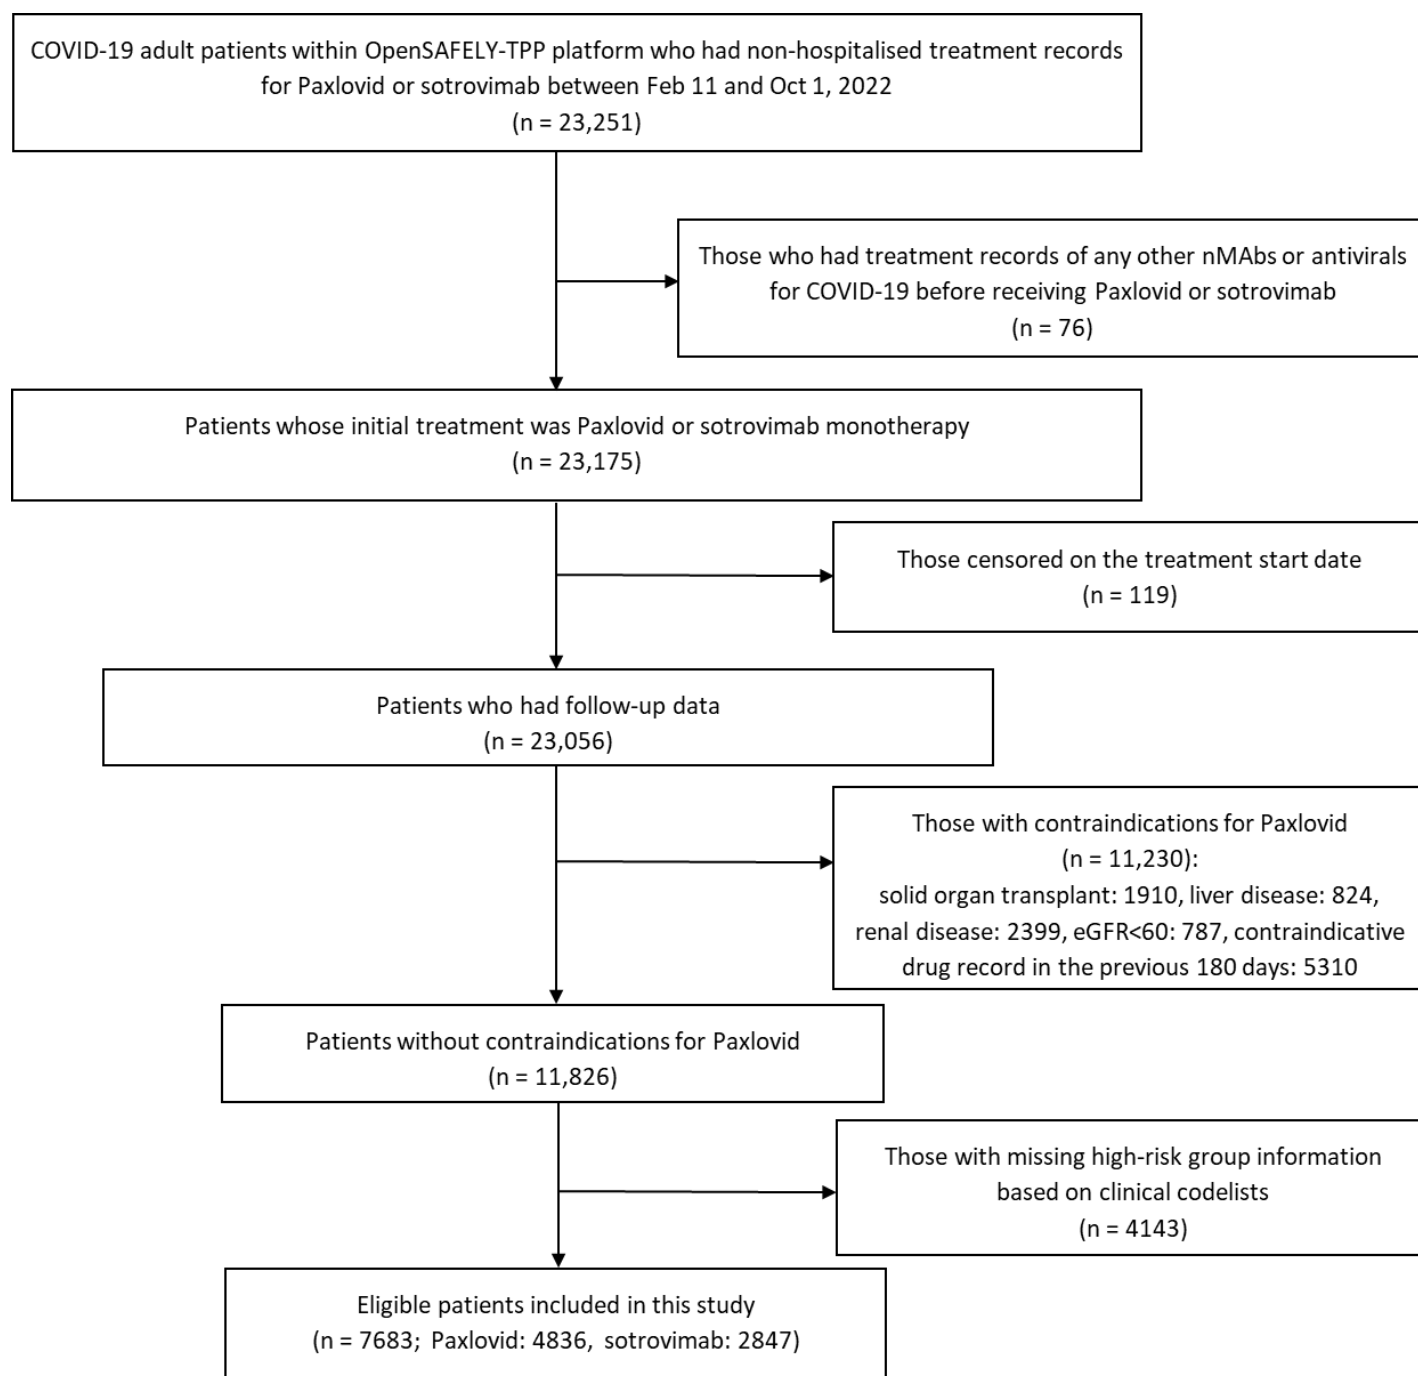 COVID-19 adult patients within OpenSAFELY-TPP platform who had non-hospitalised treatment records
for Paxlovid or sotrovimab between Feb 11 and Oct 1, 2022
(n = 23,251)
Those who had treatment records of any other nMAbs or antivirals
for COVID-19 before receiving Paxlovid or sotrovimab
(n = 76)
Patients whose initial treatment was Paxlovid or sotrovimab monotherapy
(n = 23,175)
Those censored on the treatment start date
(n = 119)
Patients who had follow-up data
(n = 23,056)
Those with contraindications for Paxlovid
(n = 11,230):
solid organ transplant: 1910, liver disease: 824,
renal disease: 2399, eGFR<60: 787, contraindicative
drug record in the previous 180 days: 5310
Patients without contraindications for Paxlovid
(n = 11,826)
Those with missing high-risk group information
based on clinical codelists
(n = 4143)
Eligible patients included in this study
(n = 7683; Paxlovid: 4836, sotrovimab: 2847)